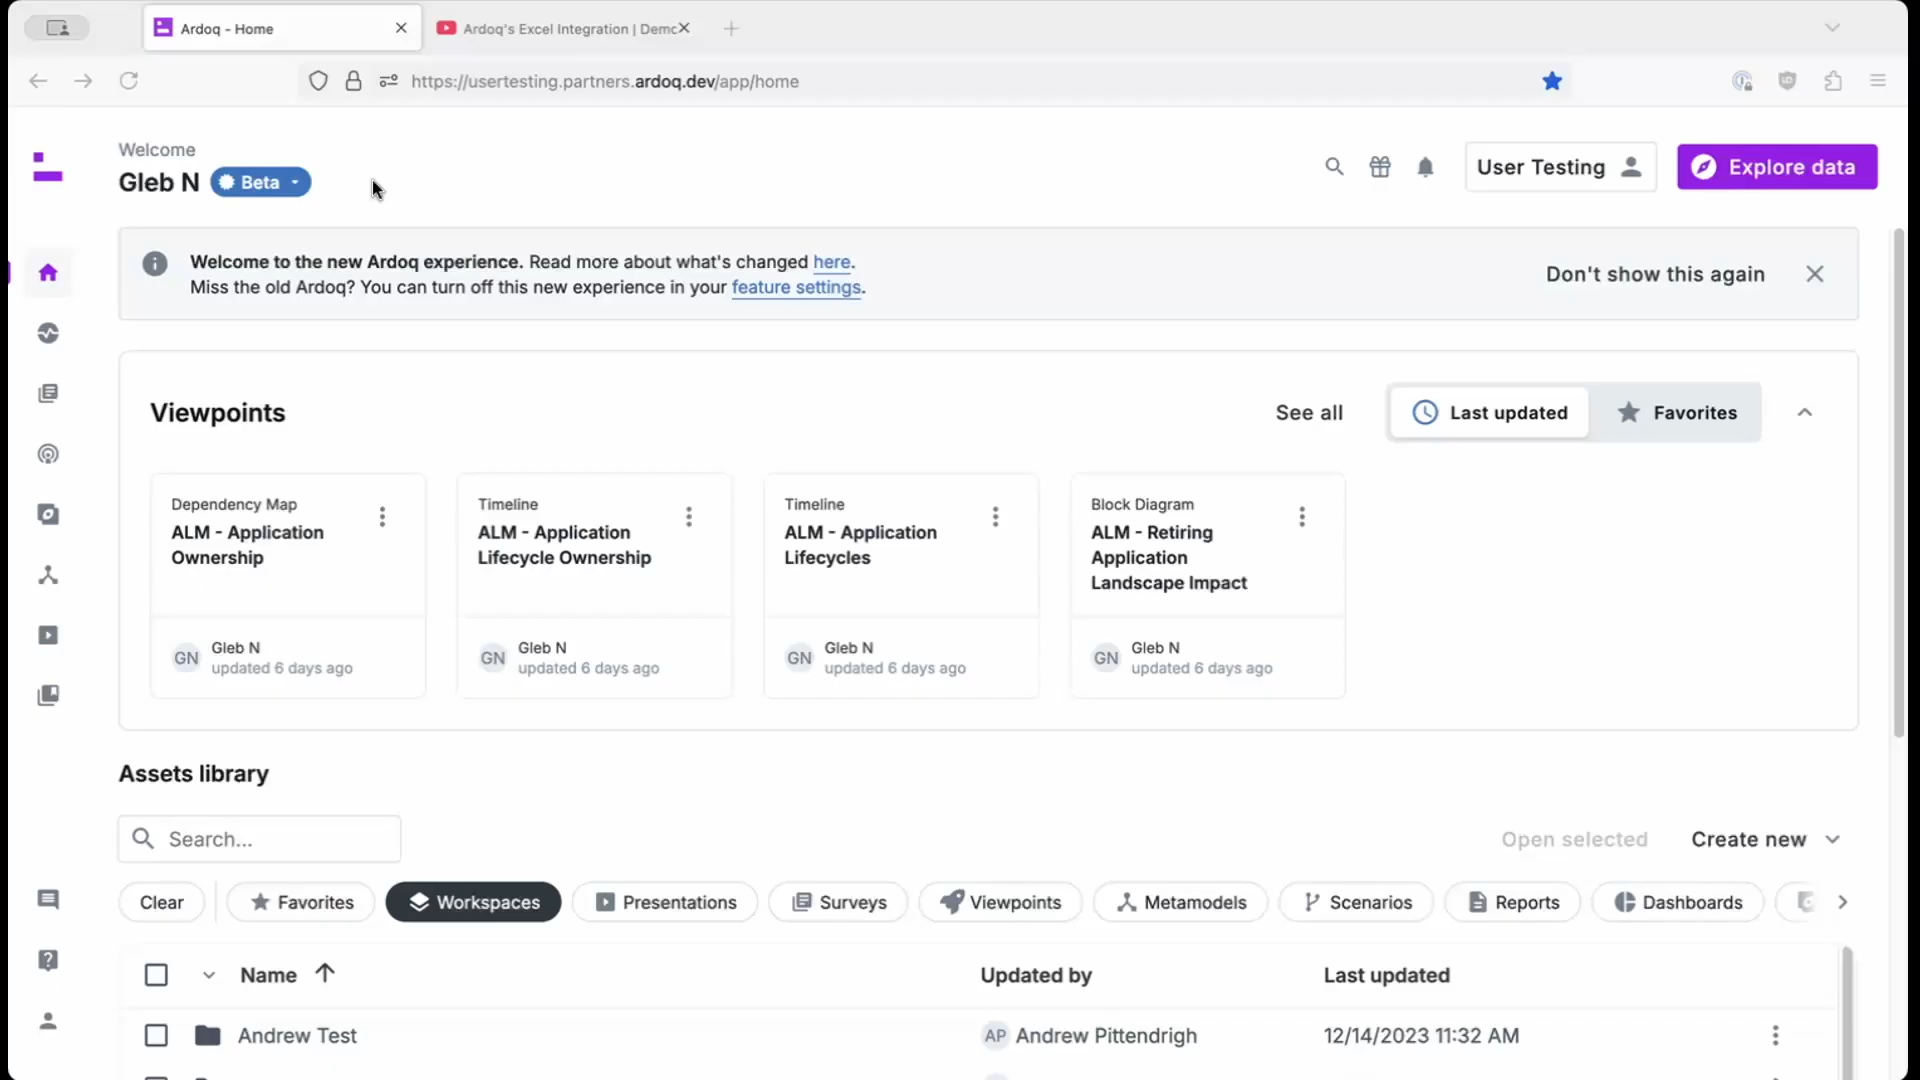 Ardoq - Home
Ardoq's Excel Integration | Demo
https://usertesting.partners.ardoq.dev/app/home
Welcome
Gleb N
Beta
User Testing
Explore data
Welcome to the new Ardoq experience. Read more about what's changed here.
Miss the old Ardoq? You can turn off this new experience in your feature settings.
Don't show this again
Viewpoints
See all
Last updated
Favorites
Dependency Map
ALM - Application
Ownership
GN
Gleb N
updated 6 days ago
Timeline
ALM - Application
Lifecycle Ownership
GN
Gleb N
updated 6 days ago
Timeline
ALM - Application
Lifecycles
GN
Gleb N
updated 6 days ago
Block Diagram
ALM - Retiring
Application
Landscape Impact
GN
Gleb N
updated 6 days ago
Assets library
Search...
Open selected
Create new
Clear
Favorites
Workspaces
Presentations
Surveys
Viewpoints
Metamodels
Scenarios
Reports
Dashboards
Name
Updated by
Last updated
Andrew Test
AP
Andrew Pittendrigh
12/14/2023 11:32 AM